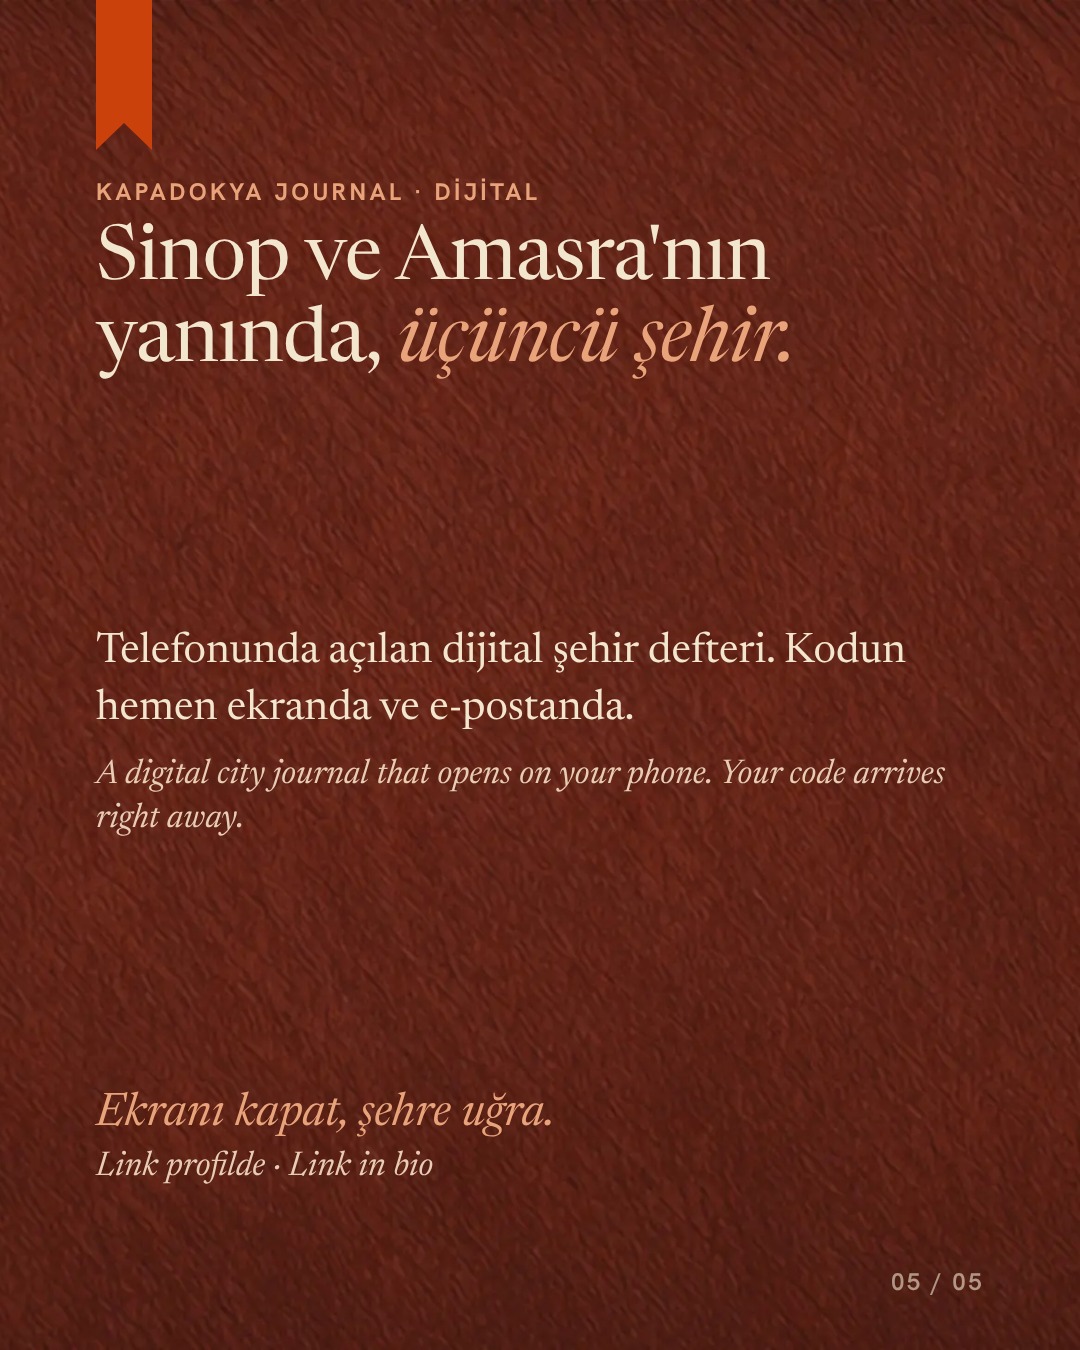 KAPADOKYA JOURNAL · DİJİTAL
Sinop ve Amasra'nın
yanında, üçüncü şehir.
Telefonunda açılan dijital şehir defteri. Kodun
hemen ekranda ve e-postanda.
A digital city journal that opens on your phone. Your code arrives
right away.
Ekranı kapat, şehre uğra.
Link profilde · Link in bio
05 / 05